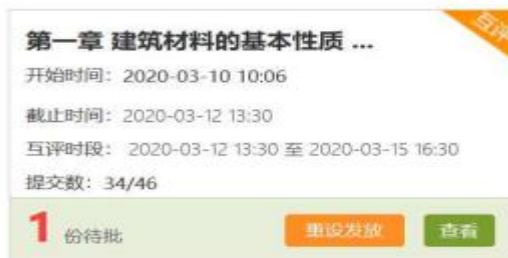 互评
第一章 建筑材料的基本性质 ...
开始时间：2020-03-10 10:06
截止时间：2020-03-12 13:30
互评时段： 2020-03-12 13:30 至 2020-03-15 16:30
提交数：34/46
1 份待批 重设发放 查看